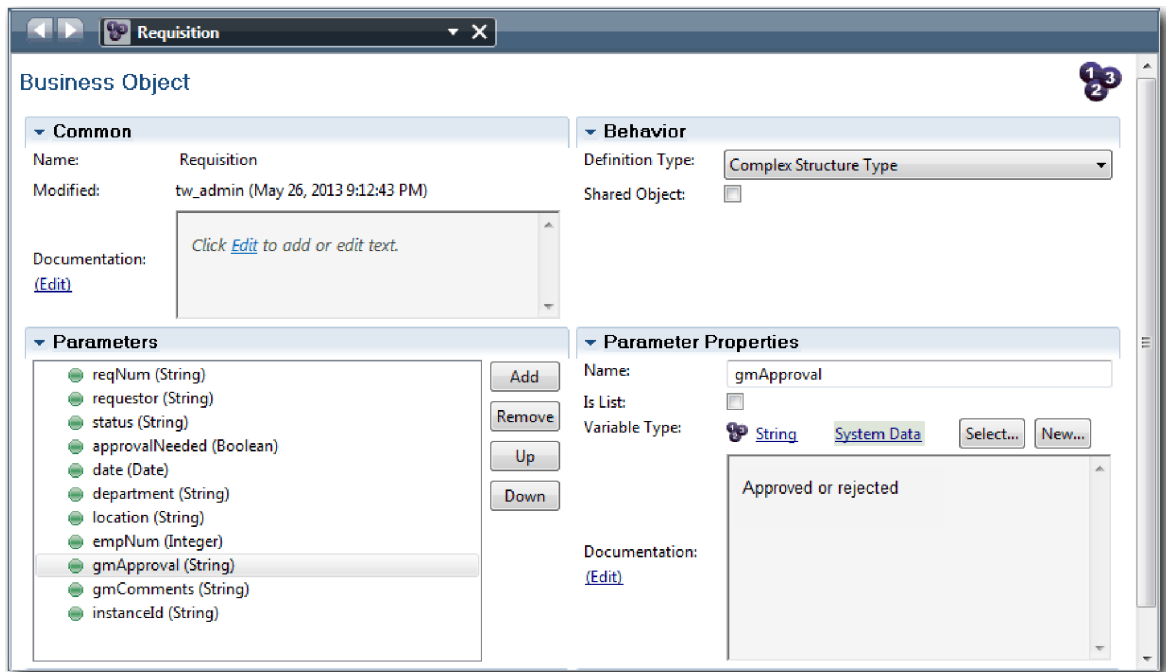 Requisition
Business Object
1 3
2
Common
Name: Requisition
Modified: tw_admin (May 26, 2013 9:12:43 PM)
Click Edit to add or edit text.
Documentation:
(Edit)
Behavior
Definition Type: Complex Structure Type
Shared Object:
Parameters
reqNum (String)
requestor (String)
status (String)
approvalNeeded (Boolean)
date (Date)
department (String)
location (String)
empNum (Integer)
gmApproval (String)
gmComments (String)
instanceId (String)
Add
Remove
Up
Down
Parameter Properties
Name: gmApproval
Is List:
Variable Type: String System Data Select... New...
Approved or rejected
Documentation:
(Edit)